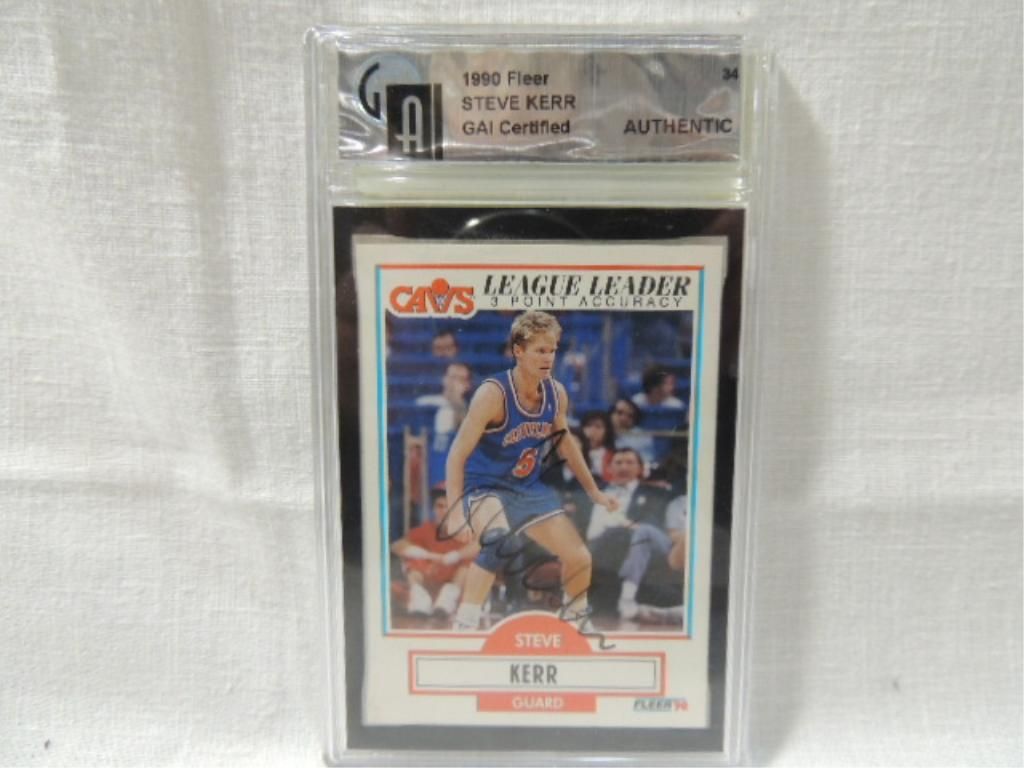 GA
1990 Fleer
34
STEVE KERR
GAI Certified
AUTHENTIC
CAVS
LEAGUE LEADER
3 POINT ACCURACY
STEVE
KERR
GUARD
FLEER '90